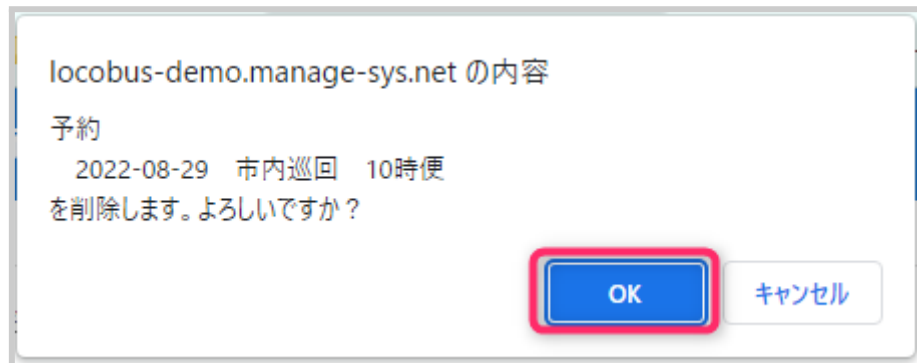 locobus-demo.manage-sys.net の内容
予約
　2022-08-29　市内巡回　10時便
を削除します。よろしいですか？
OK キャンセル